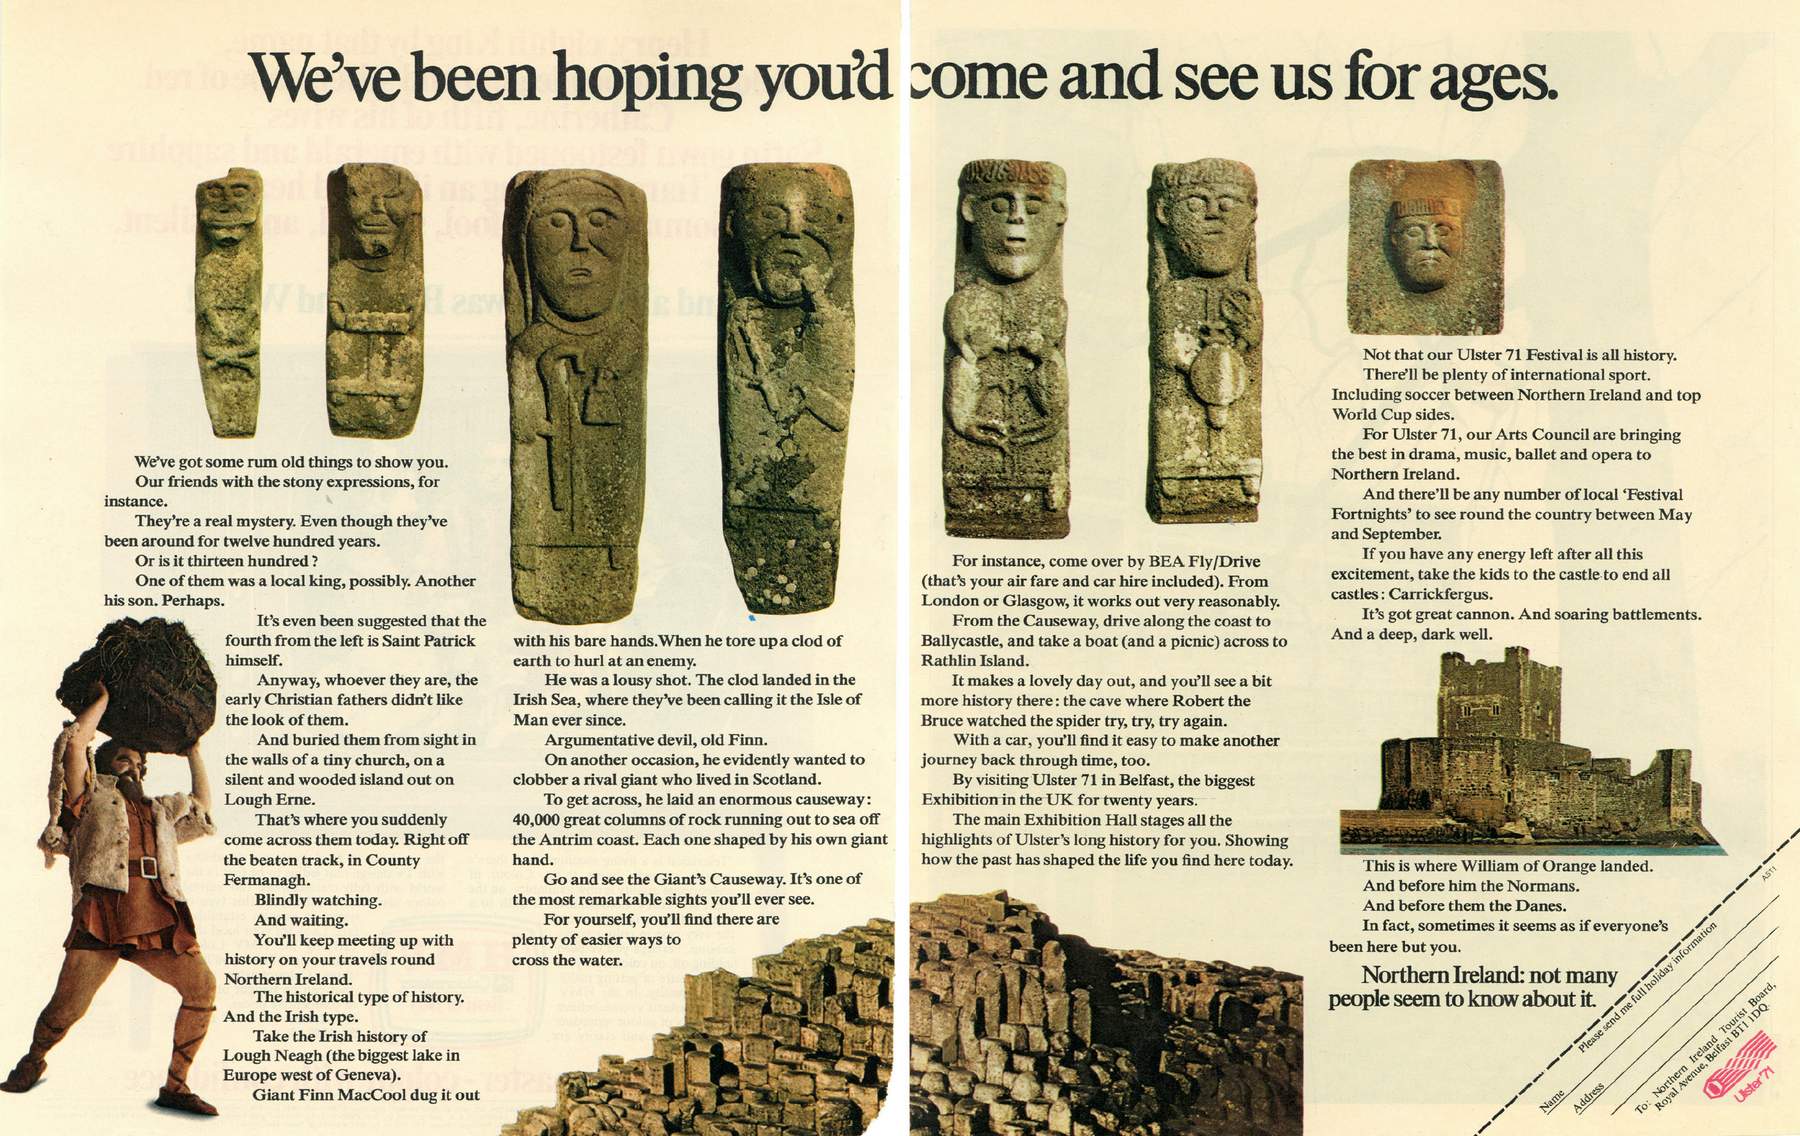 We've been hoping you'd come and see us for ages.
We've got some rum old things to show you.
Our friends with the stony expressions, for
instance.
They're a real mystery. Even though they've
been around for twelve hundred years.
Or is it thirteen hundred?
One of them was a local king, possibly. Another
his son. Perhaps.
It's even been suggested that the
fourth from the left is Saint Patrick
himself.
Anyway, whoever they are, the
early Christian fathers didn't like
the look of them.
And buried them from sight in
the walls of a tiny church, on a
silent and wooded island out on
Lough Erne.
That's where you suddenly
come across them today. Right off
the beaten track, in County
Fermanagh.
Blindly watching.
And waiting.
You'll keep meeting up with
history on your travels round
Northern Ireland.
The historical type of history.
And the Irish type.
Take the Irish history of
Lough Neagh (the biggest lake in
Europe west of Geneva).
Giant Finn MacCool dug it out
with his bare hands. When he tore up a clod of
earth to hurl at an enemy.
He was a lousy shot. The clod landed in the
Irish Sea, where they've been calling it the Isle of
Man ever since.
Argumentative devil, old Finn.
On another occasion, he evidently wanted to
clobber a rival giant who lived in Scotland.
To get across, he laid an enormous causeway:
40,000 great columns of rock running out to sea off
the Antrim coast. Each one shaped by his own giant
hand.
Go and see the Giant's Causeway. It's one of
the most remarkable sights you'll ever see.
For yourself, you'll find there are
plenty of easier ways to
cross the water.
For instance, come over by BEA Fly/Drive
(that's your air fare and car hire included). From
London or Glasgow, it works out very reasonably.
From the Causeway, drive along the coast to
Ballycastle, and take a boat (and a picnic) across to
Rathlin Island.
It makes a lovely day out, and you'll see a bit
more history there: the cave where Robert the
Bruce watched the spider try, try, try again.
With a car, you'll find it easy to make another
journey back through time, too.
By visiting Ulster 71 in Belfast, the biggest
Exhibition in the UK for twenty years.
The main Exhibition Hall stages all the
highlights of Ulster's long history for you. Showing
how the past has shaped the life you find here today.
Not that our Ulster 71 Festival is all history.
There'll be plenty of international sport.
Including soccer between Northern Ireland and top
World Cup sides.
For Ulster 71, our Arts Council are bringing
the best in drama, music, ballet and opera to
Northern Ireland.
And there'll be any number of local 'Festival
Fortnights' to see round the country between May
and September.
If you have any energy left after all this
excitement, take the kids to the castle to end all
castles: Carrickfergus.
It's got great cannon. And soaring battlements.
And a deep, dark well.
This is where William of Orange landed.
And before him the Normans.
And before them the Danes.
In fact, sometimes it seems as if everyone's
been here but you.
Northern Ireland: not many
people seem to know about it.
AST1
Please send me full holiday information
Name
Address
To: Northern Ireland Tourist Board,
Royal Avenue, Belfast BT1 1DQ.
Ulster '71